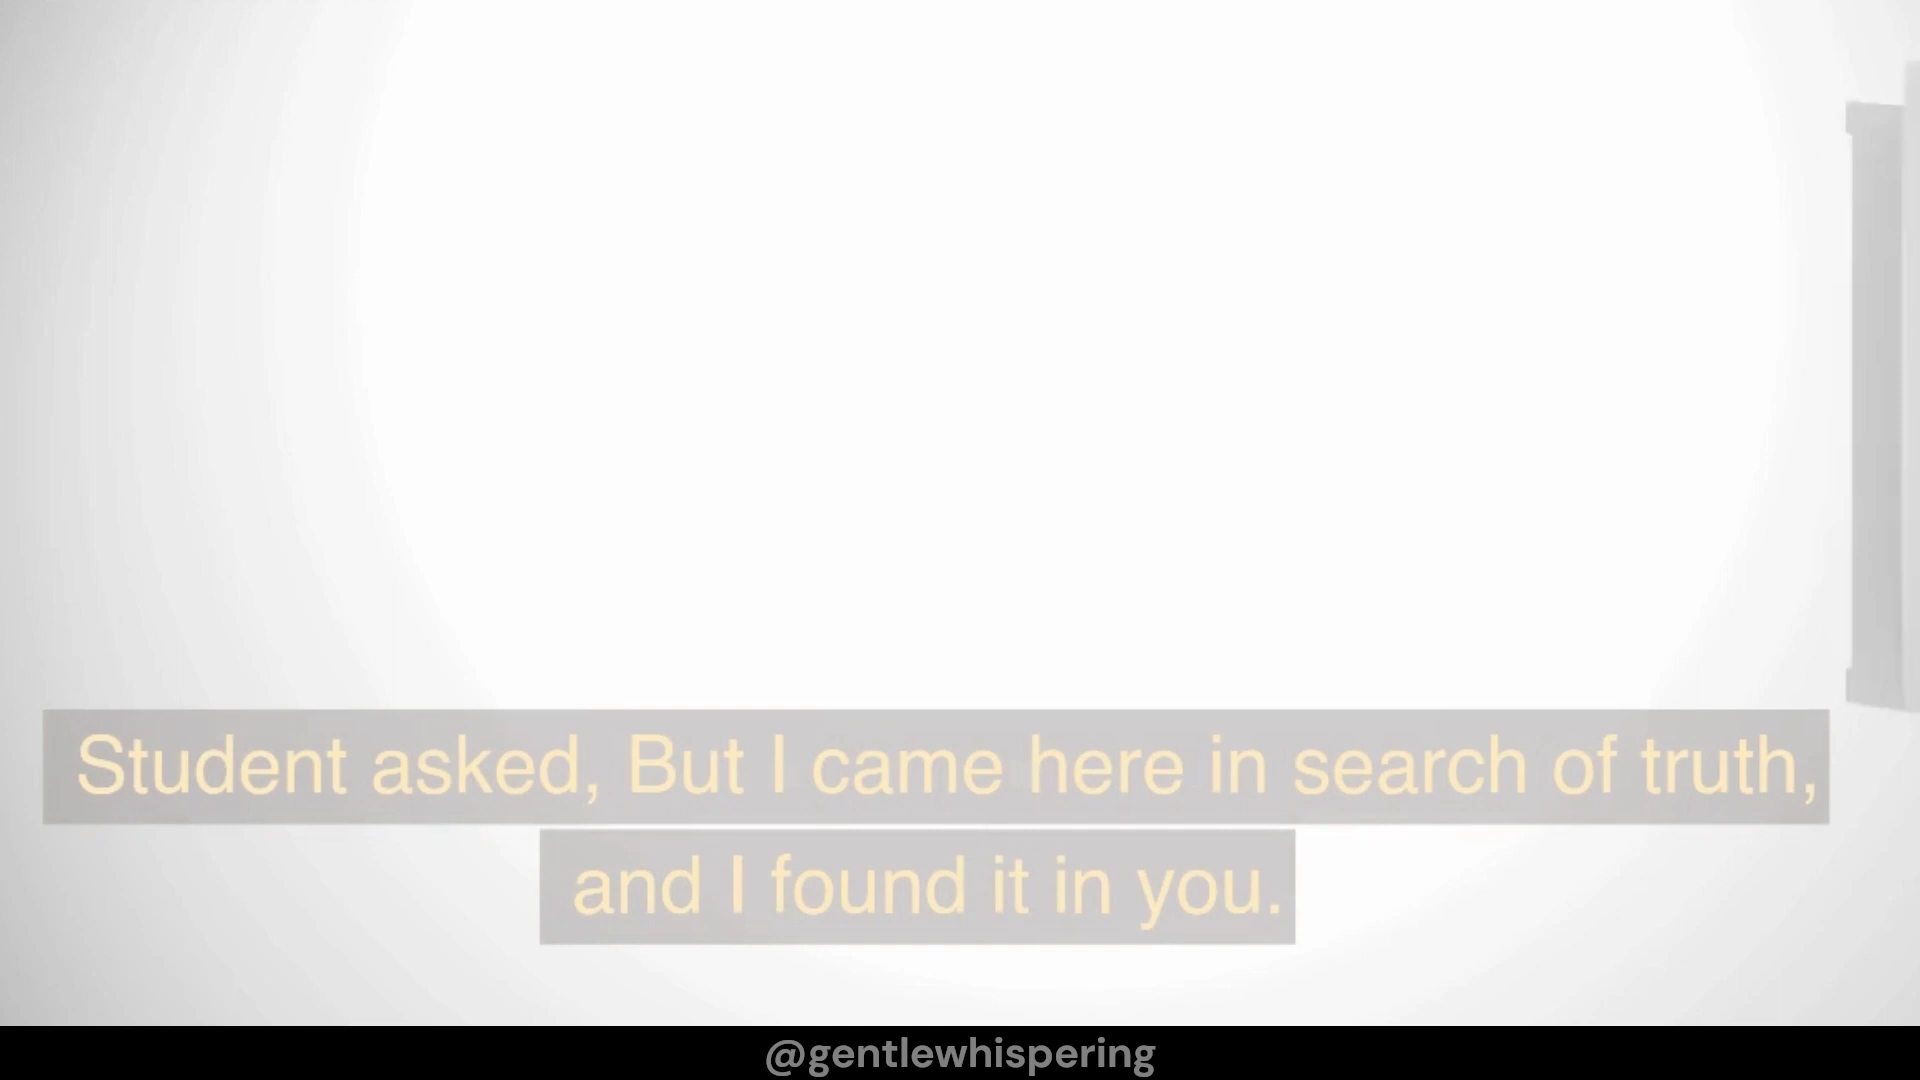 Student asked, But I came here in search of truth,
and I found it in you.
@gentlewhispering